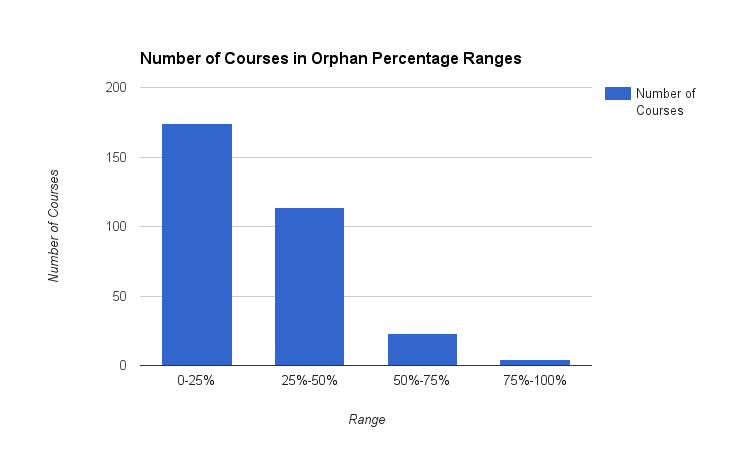 Number of Courses in Orphan Percentage Ranges
200
150
100
50
0
Number of Courses
0-25%
25%-50%
50%-75%
75%-100%
Range
Number of
Courses